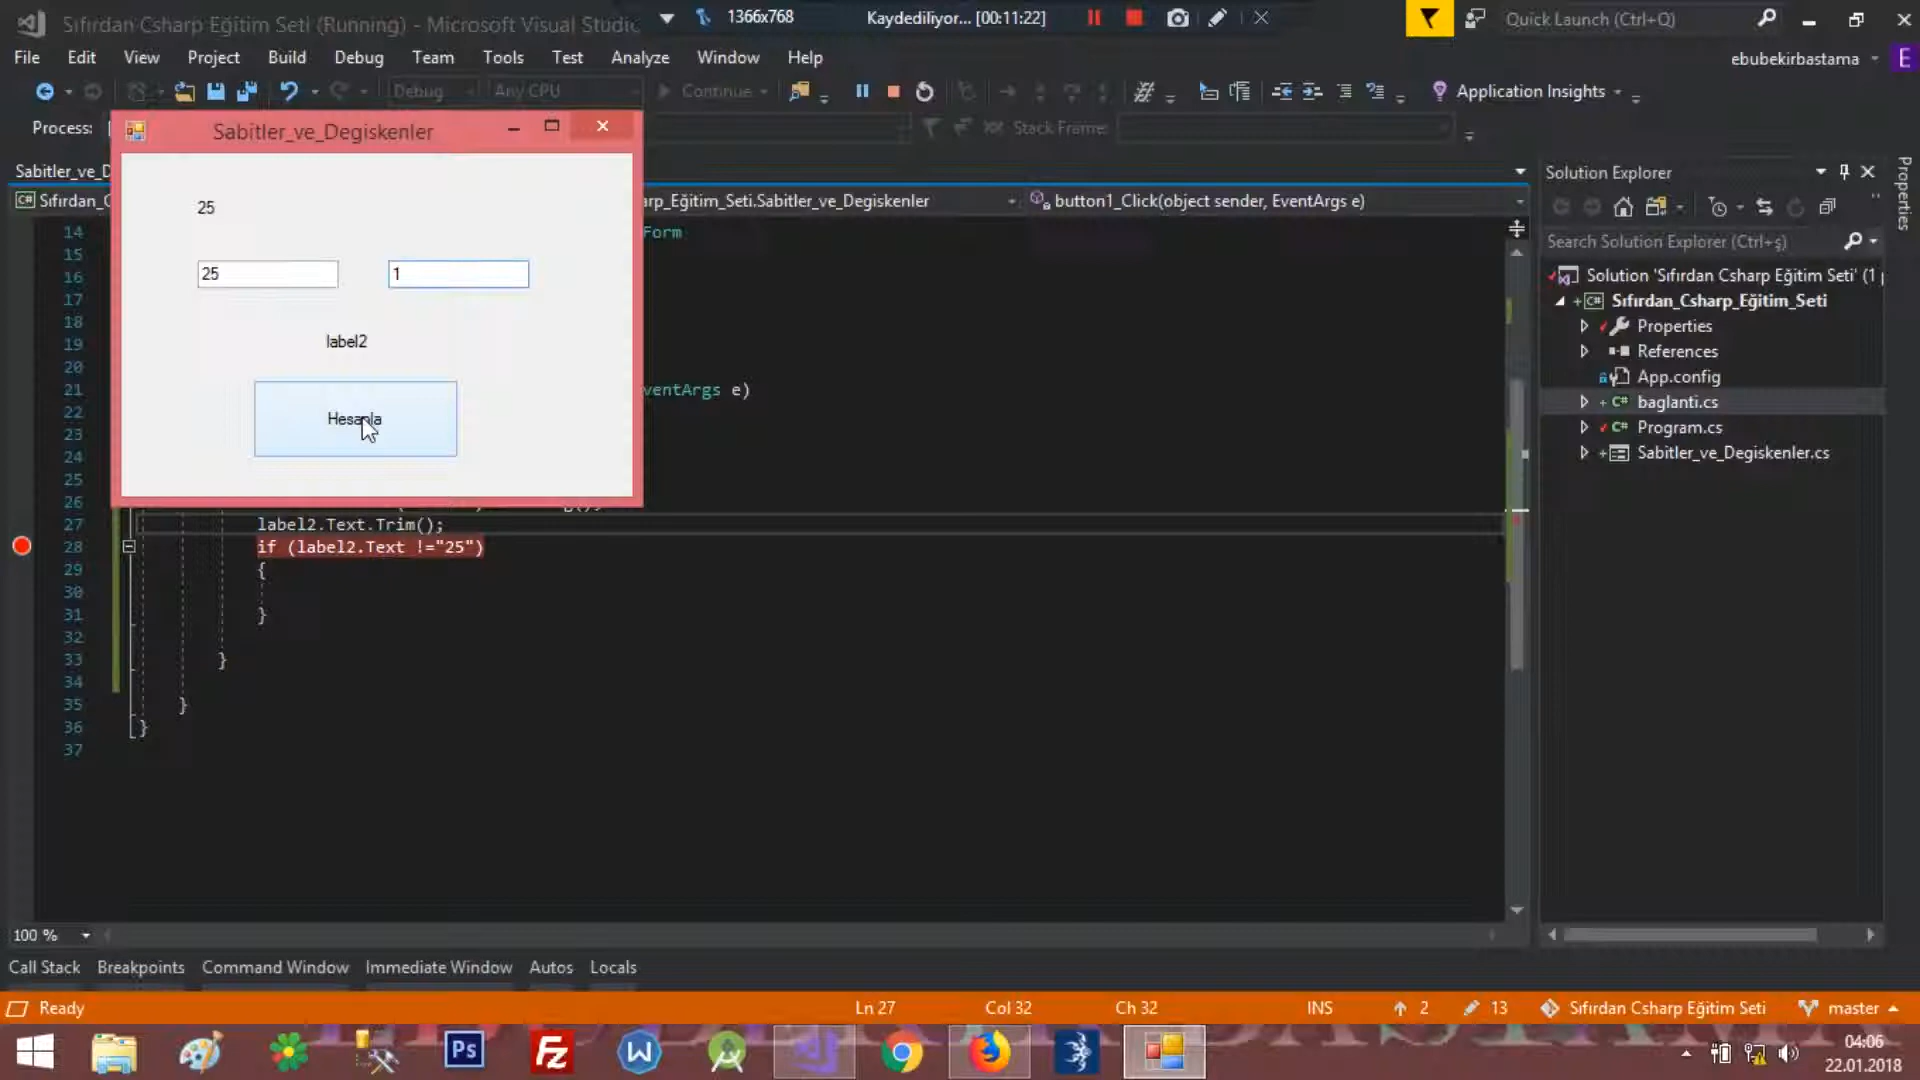 Sıfırdan Csharp Eğitim Seti (Running) - Microsoft Visual Studio
1366x768
Kaydediliyor... [00:11:22]
Quick Launch (Ctrl+Q)
File Edit View Project Build Debug Team Tools Test Analyze Window Help
ebubekirbastama E
Debug Any CPU Continue Application Insights
Process: Stack Frame:
Sabitler_ve_Degiskenler
Sabitler_ve_D
Sıfırdan_C
rp_Eğitim_Seti.Sabitler_ve_Degiskenler
button1_Click(object sender, EventArgs e)
25
25
1
label2
Hesapla
14 Form
15
16
17
18
19
20
21 ventArgs e)
22
23
24
25
26
27 label2.Text.Trim();
28 if (label2.Text !="25")
29 {
30
31 }
32
33 }
34
35 }
36 }
37
100 %
Solution Explorer
Search Solution Explorer (Ctrl+ş)
Solution 'Sıfırdan Csharp Eğitim Seti' (1 p
Sıfırdan_Csharp_Eğitim_Seti
Properties
References
App.config
baglanti.cs
Program.cs
Sabitler_ve_Degiskenler.cs
Properties
Call Stack Breakpoints Command Window Immediate Window Autos Locals
Ready Ln 27 Col 32 Ch 32 INS 2 13 Sıfırdan Csharp Eğitim Seti master
Ps
04:06
22.01.2018